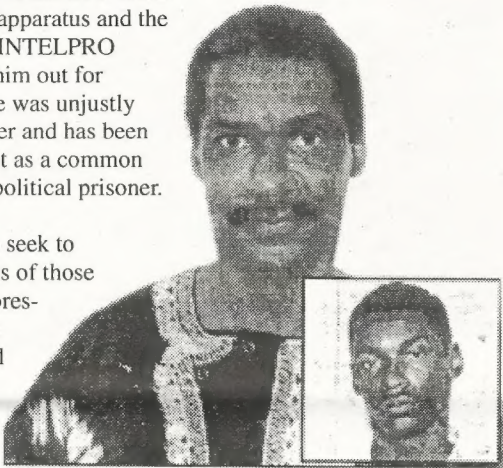 apparatus and the
INTELPRO
him out for
e was unjustly
er and has been
t as a common
political prisoner.
seek to
s of those
pres-
d